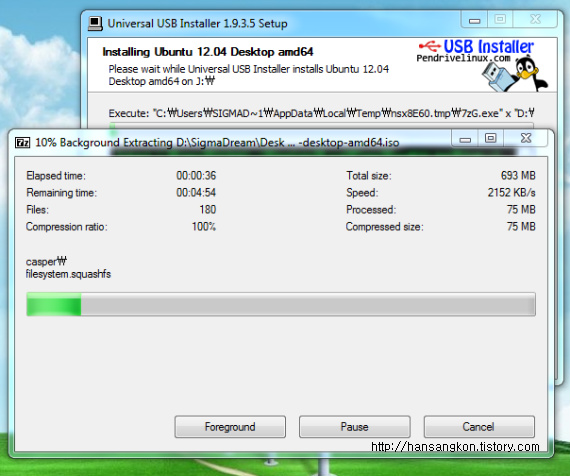 Universal USB Installer 1.9.3.5 Setup
Installing Ubuntu 12.04 Desktop amd64
Please wait while Universal USB Installer installs Ubuntu 12.04
Desktop amd64 on J:₩
USB Installer
Pendrivelinux.com
Execute: "C:₩Users₩SIGMAD~1₩AppData₩Local₩Temp₩nsx8E60.tmp₩7zG.exe" x "D:₩
7z 10% Background Extracting D:₩SigmaDream₩Desk ... -desktop-amd64.iso
Elapsed time: 00:00:36 Total size: 693 MB
Remaining time: 00:04:54 Speed: 2152 KB/s
Files: 180 Processed: 75 MB
Compression ratio: 100% Compressed size: 75 MB
casper₩
filesystem.squashfs
Foreground Pause Cancel
http://hansangkon.tistory.com